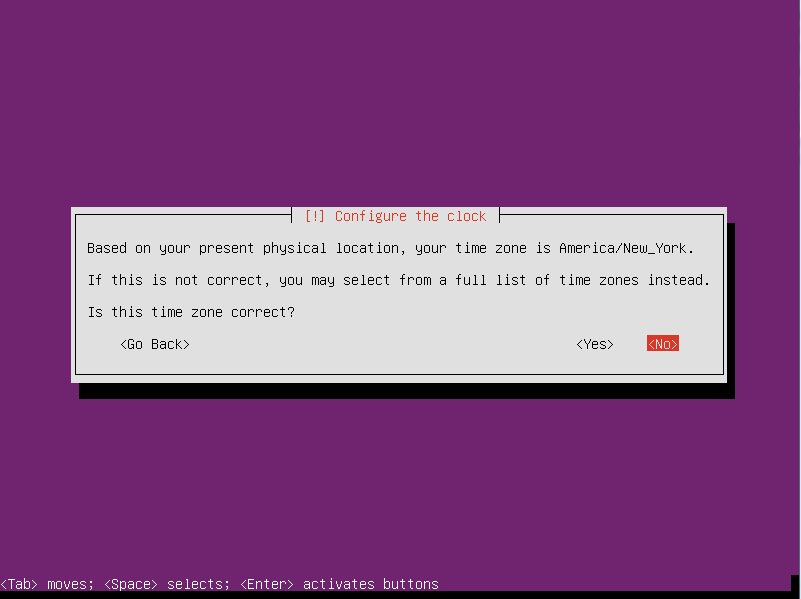 [!] Configure the clock
Based on your present physical location, your time zone is America/New_York.
If this is not correct, you may select from a full list of time zones instead.
Is this time zone correct?
<Go Back> <Yes> <No>
<Tab> moves; <Space> selects; <Enter> activates buttons